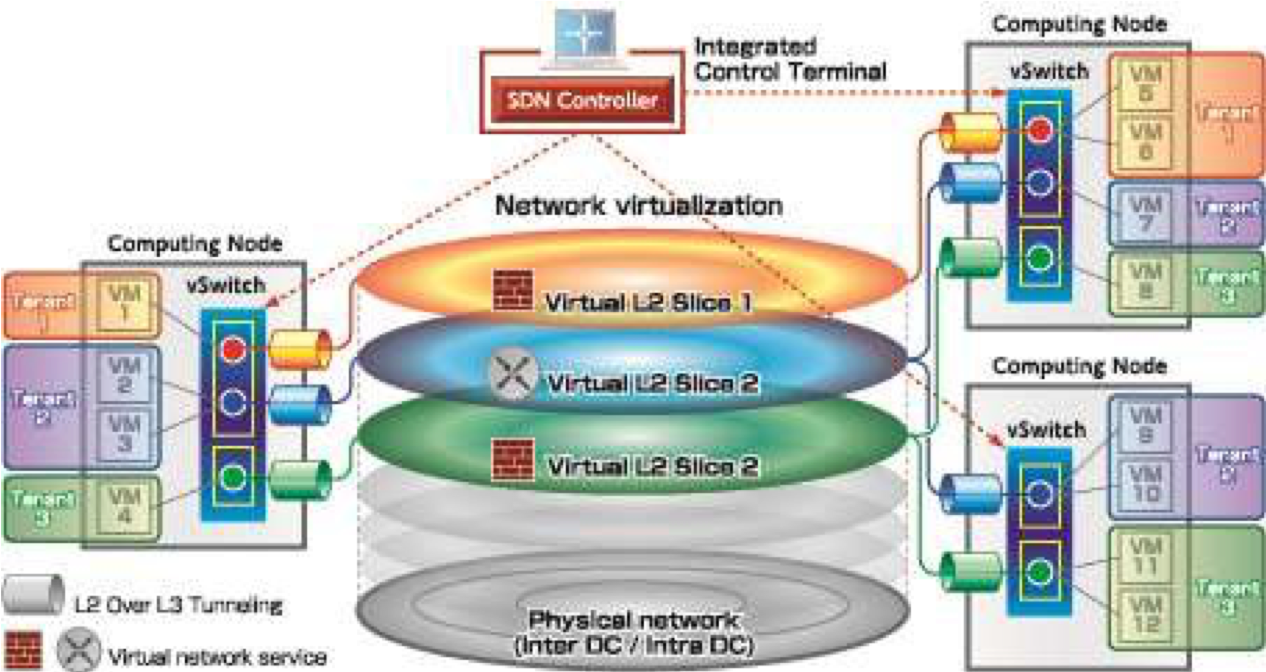 Integrated
Control Terminal
SDN Controller
Network virtualization
Computing Node
vSwitch
Tenant
1
VM
1
Tenant
2
VM
2
VM
3
Tenant
3
VM
4
Virtual L2 Slice 1
Virtual L2 Slice 2
Virtual L2 Slice 2
Physical network
(Inter DC / Intra DC)
Computing Node
vSwitch
VM
5
VM
6
Tenant
1
VM
7
Tenant
2
VM
8
Tenant
3
Computing Node
vSwitch
VM
9
VM
10
Tenant
2
VM
11
VM
12
Tenant
3
L2 Over L3 Tunneling
Virtual network service